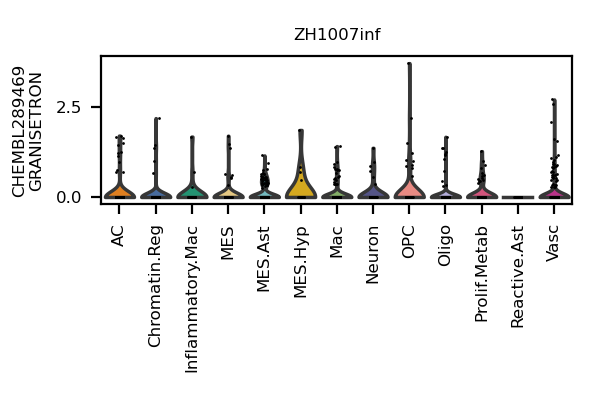 ZH1007inf
CHEMBL289469
GRANISETRON
2.5
0.0
AC
Chromatin.Reg
Inflammatory.Mac
MES
MES.Ast
MES.Hyp
Mac
Neuron
OPC
Oligo
Prolif.Metab
Reactive.Ast
Vasc